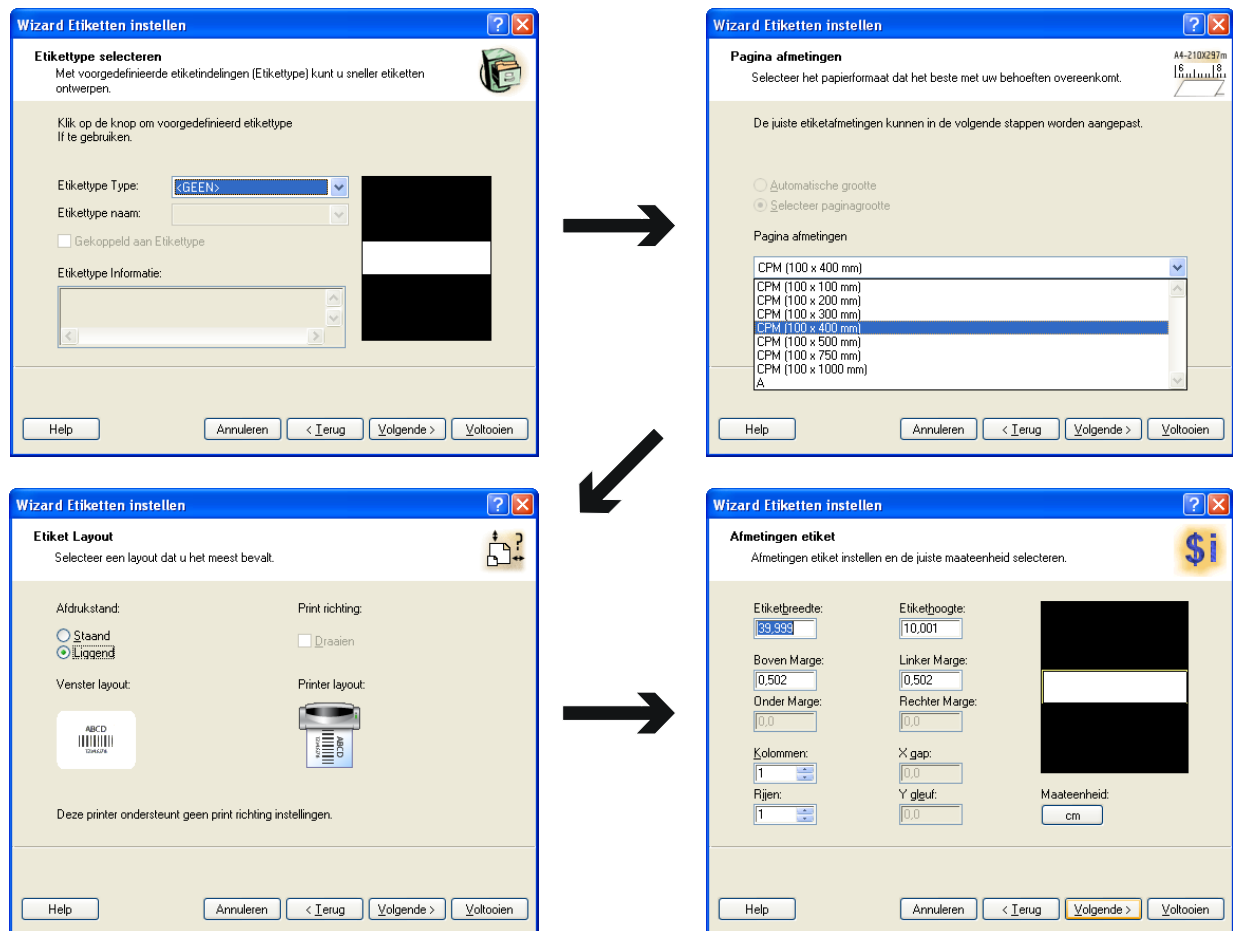 Wizard Etiketten instellen
Etikettype selecteren
Met voorgedefinieerde etiketindelingen (Etikettype) kunt u sneller etiketten
ontwerpen.
Klik op de knop om voorgedefinieerd etikettype
If te gebruiken.
Etikettype Type:
<GEEN>
Etikettype naam:
Gekoppeld aan Etikettype
Etikettype Informatie:
Help
Annuleren
< Terug
Volgende >
Voltooien
Wizard Etiketten instellen
Pagina afmetingen
Selecteer het papierformaat dat het beste met uw behoeften overeenkomt.
A4-210X297m
6 8
De juiste etiketafmetingen kunnen in de volgende stappen worden aangepast.
Automatische grootte
Selecteer paginagrootte
Pagina afmetingen
CPM (100 x 400 mm)
CPM (100 x 100 mm)
CPM (100 x 200 mm)
CPM (100 x 300 mm)
CPM (100 x 400 mm)
CPM (100 x 500 mm)
CPM (100 x 750 mm)
CPM (100 x 1000 mm)
A
Help
Annuleren
< Terug
Volgende >
Voltooien
Wizard Etiketten instellen
Etiket Layout
Selecteer een layout dat u het meest bevalt.
?
Afdrukstand:
Staand
Liggend
Print richting:
Draaien
Venster layout:
ABCD
Printer layout:
ABCD
Deze printer ondersteunt geen print richting instellingen.
Help
Annuleren
< Terug
Volgende >
Voltooien
Wizard Etiketten instellen
Afmetingen etiket
Afmetingen etiket instellen en de juiste maateenheid selecteren.
$i
Etiketbreedte:
39,999
Etikethoogte:
10,001
Boven Marge:
0,502
Linker Marge:
0,502
Onder Marge:
0,0
Rechter Marge:
0,0
Kolommen:
1
X gap:
0,0
Rijen:
1
Y gleuf:
0,0
Maateenheid:
cm
Help
Annuleren
< Terug
Volgende >
Voltooien